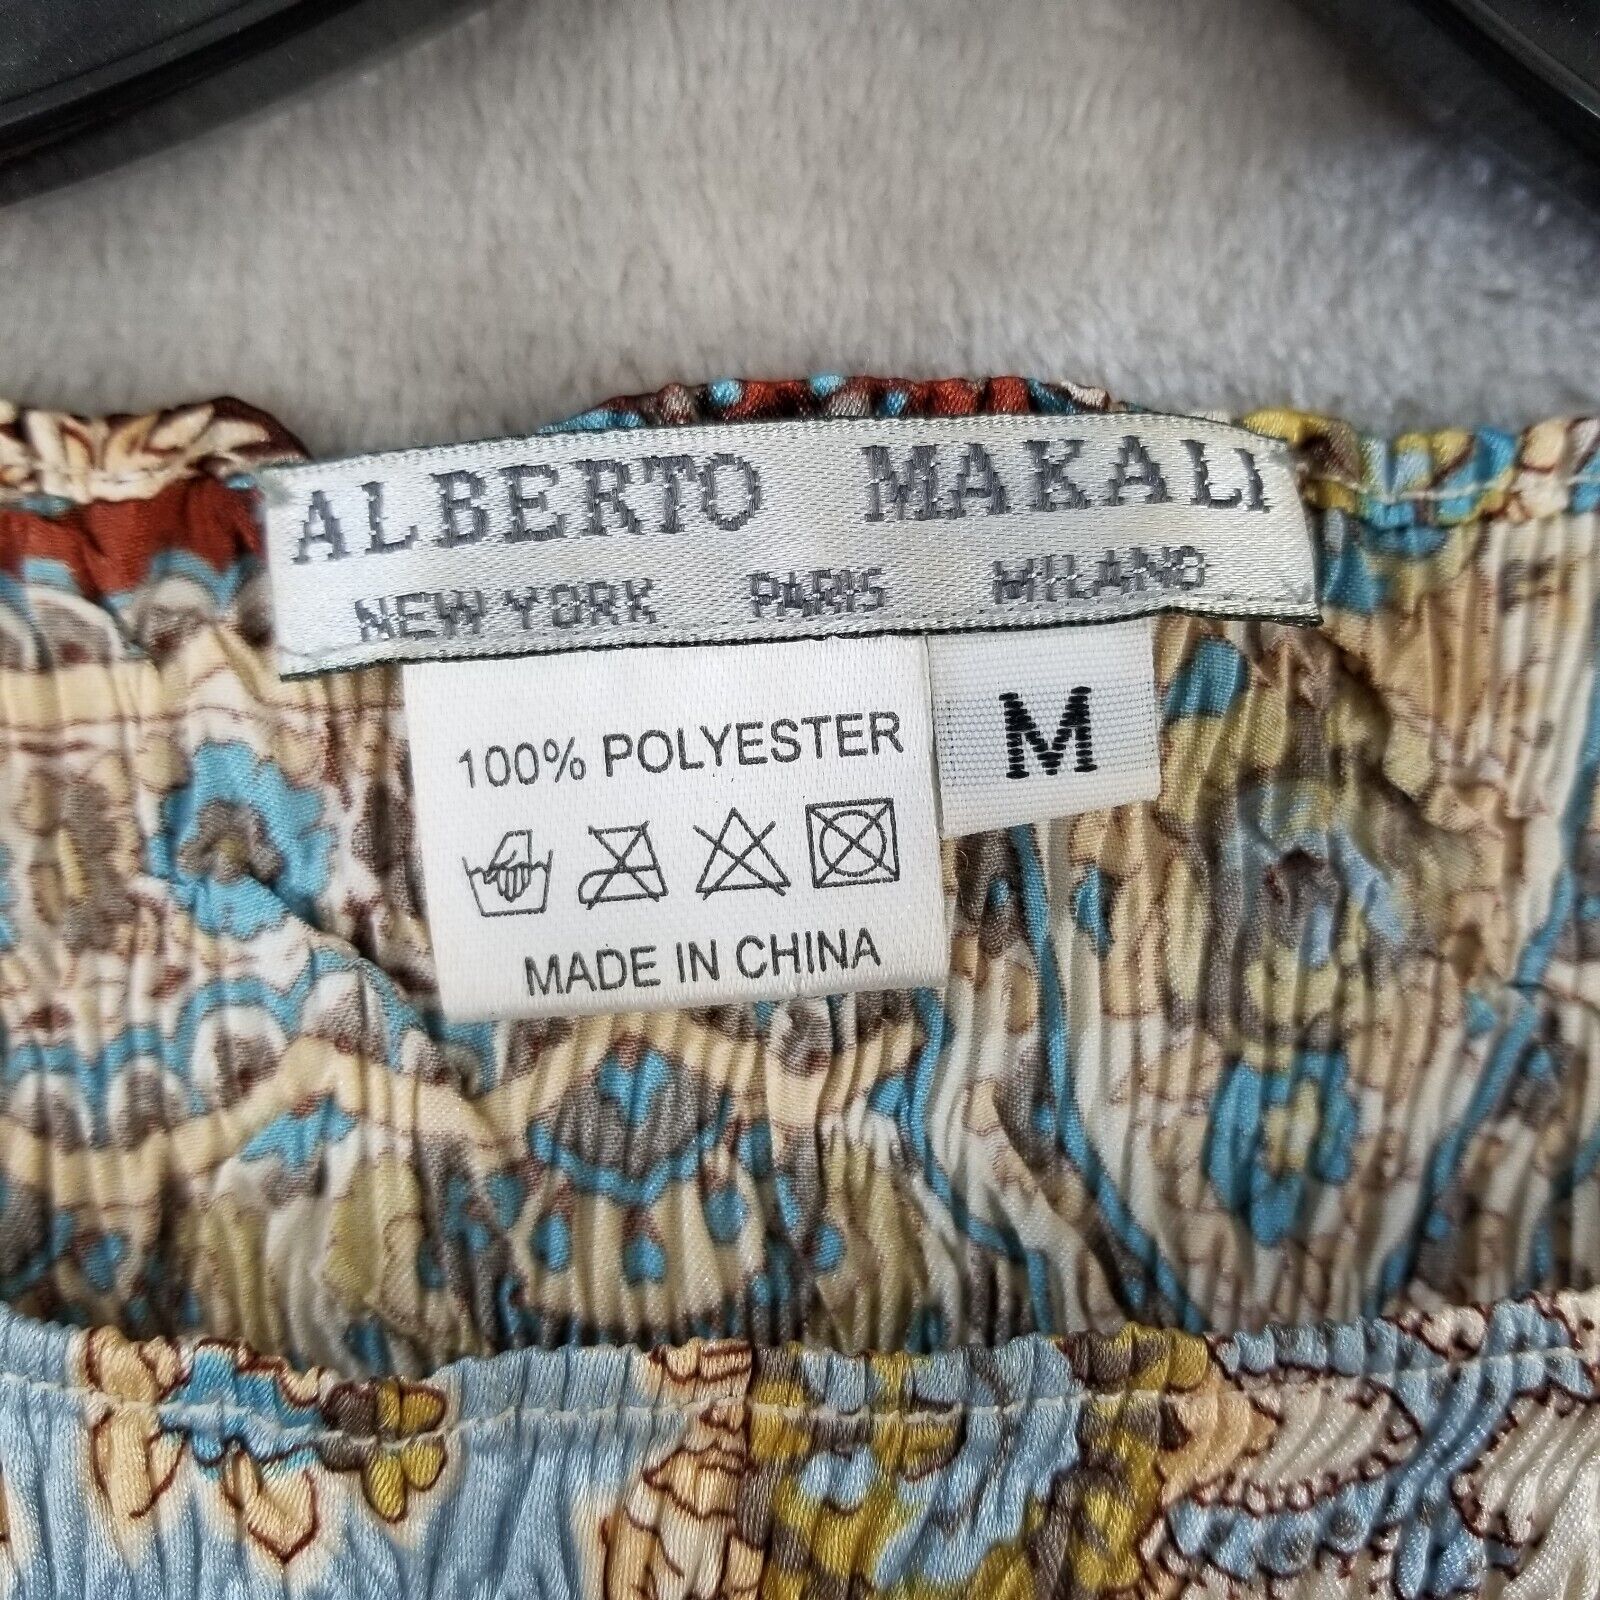 ALBERTO MAKALI
NEW YORK PARIS MILANO
100% POLYESTER
M
MADE IN CHINA